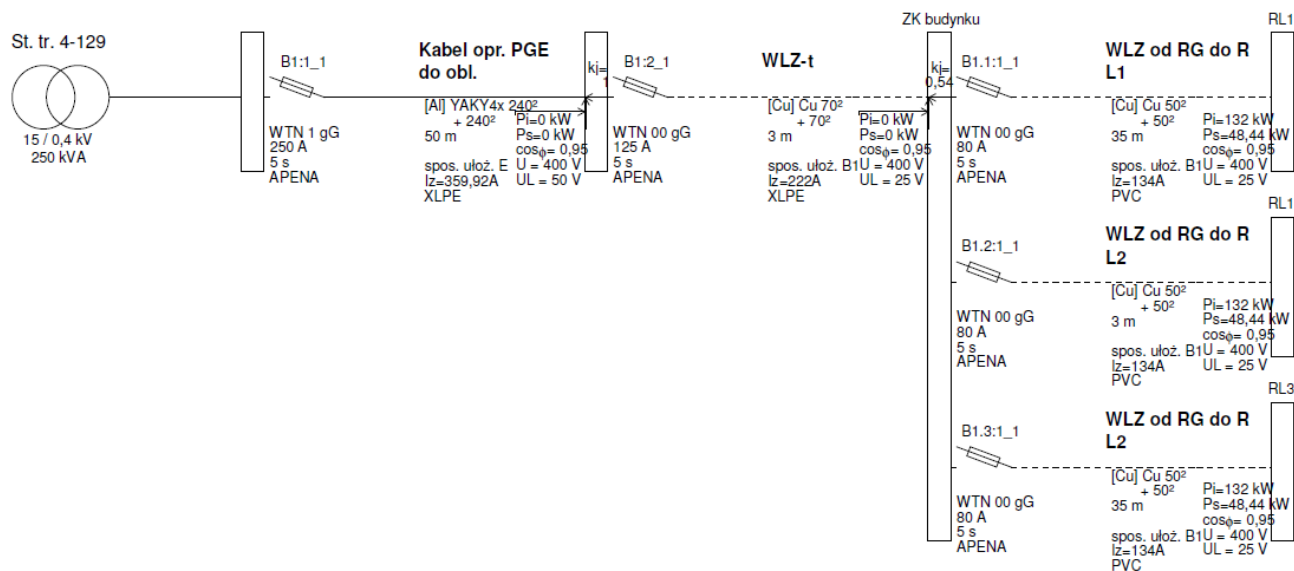 St. tr. 4-129
15 / 0,4 kV
250 kVA
B1:1_1
WTN 1 gG
250 A
5 s
APENA
Kabel opr. PGE
do obl.
[Al] YAKY4x 240²
+ 240²
50 m
spos. ułoż. E
Iz=359,92A
XLPE
kj=
1
Pi=0 kW
Ps=0 kW
cosϕ= 0,95
U = 400 V
UL = 50 V
B1:2_1
WTN 00 gG
125 A
5 s
APENA
WLZ-t
[Cu] Cu 70²
+ 70²
3 m
spos. ułoż. B1
Iz=222A
XLPE
ZK budynku
kj=
0,54
Pi=0 kW
Ps=0 kW
cosϕ= 0,95
U = 400 V
UL = 25 V
B1.1:1_1
WTN 00 gG
80 A
5 s
APENA
WLZ od RG do R
L1
[Cu] Cu 50²
+ 50²
35 m
spos. ułoż. B1
Iz=134A
PVC
RL1
Pi=132 kW
Ps=48,44 kW
cosϕ= 0,95
U = 400 V
UL = 25 V
B1.2:1_1
WTN 00 gG
80 A
5 s
APENA
WLZ od RG do R
L2
[Cu] Cu 50²
+ 50²
3 m
spos. ułoż. B1
Iz=134A
PVC
RL1
Pi=132 kW
Ps=48,44 kW
cosϕ= 0,95
U = 400 V
UL = 25 V
B1.3:1_1
WTN 00 gG
80 A
5 s
APENA
WLZ od RG do R
L2
[Cu] Cu 50²
+ 50²
35 m
spos. ułoż. B1
Iz=134A
PVC
RL3
Pi=132 kW
Ps=48,44 kW
cosϕ= 0,95
U = 400 V
UL = 25 V